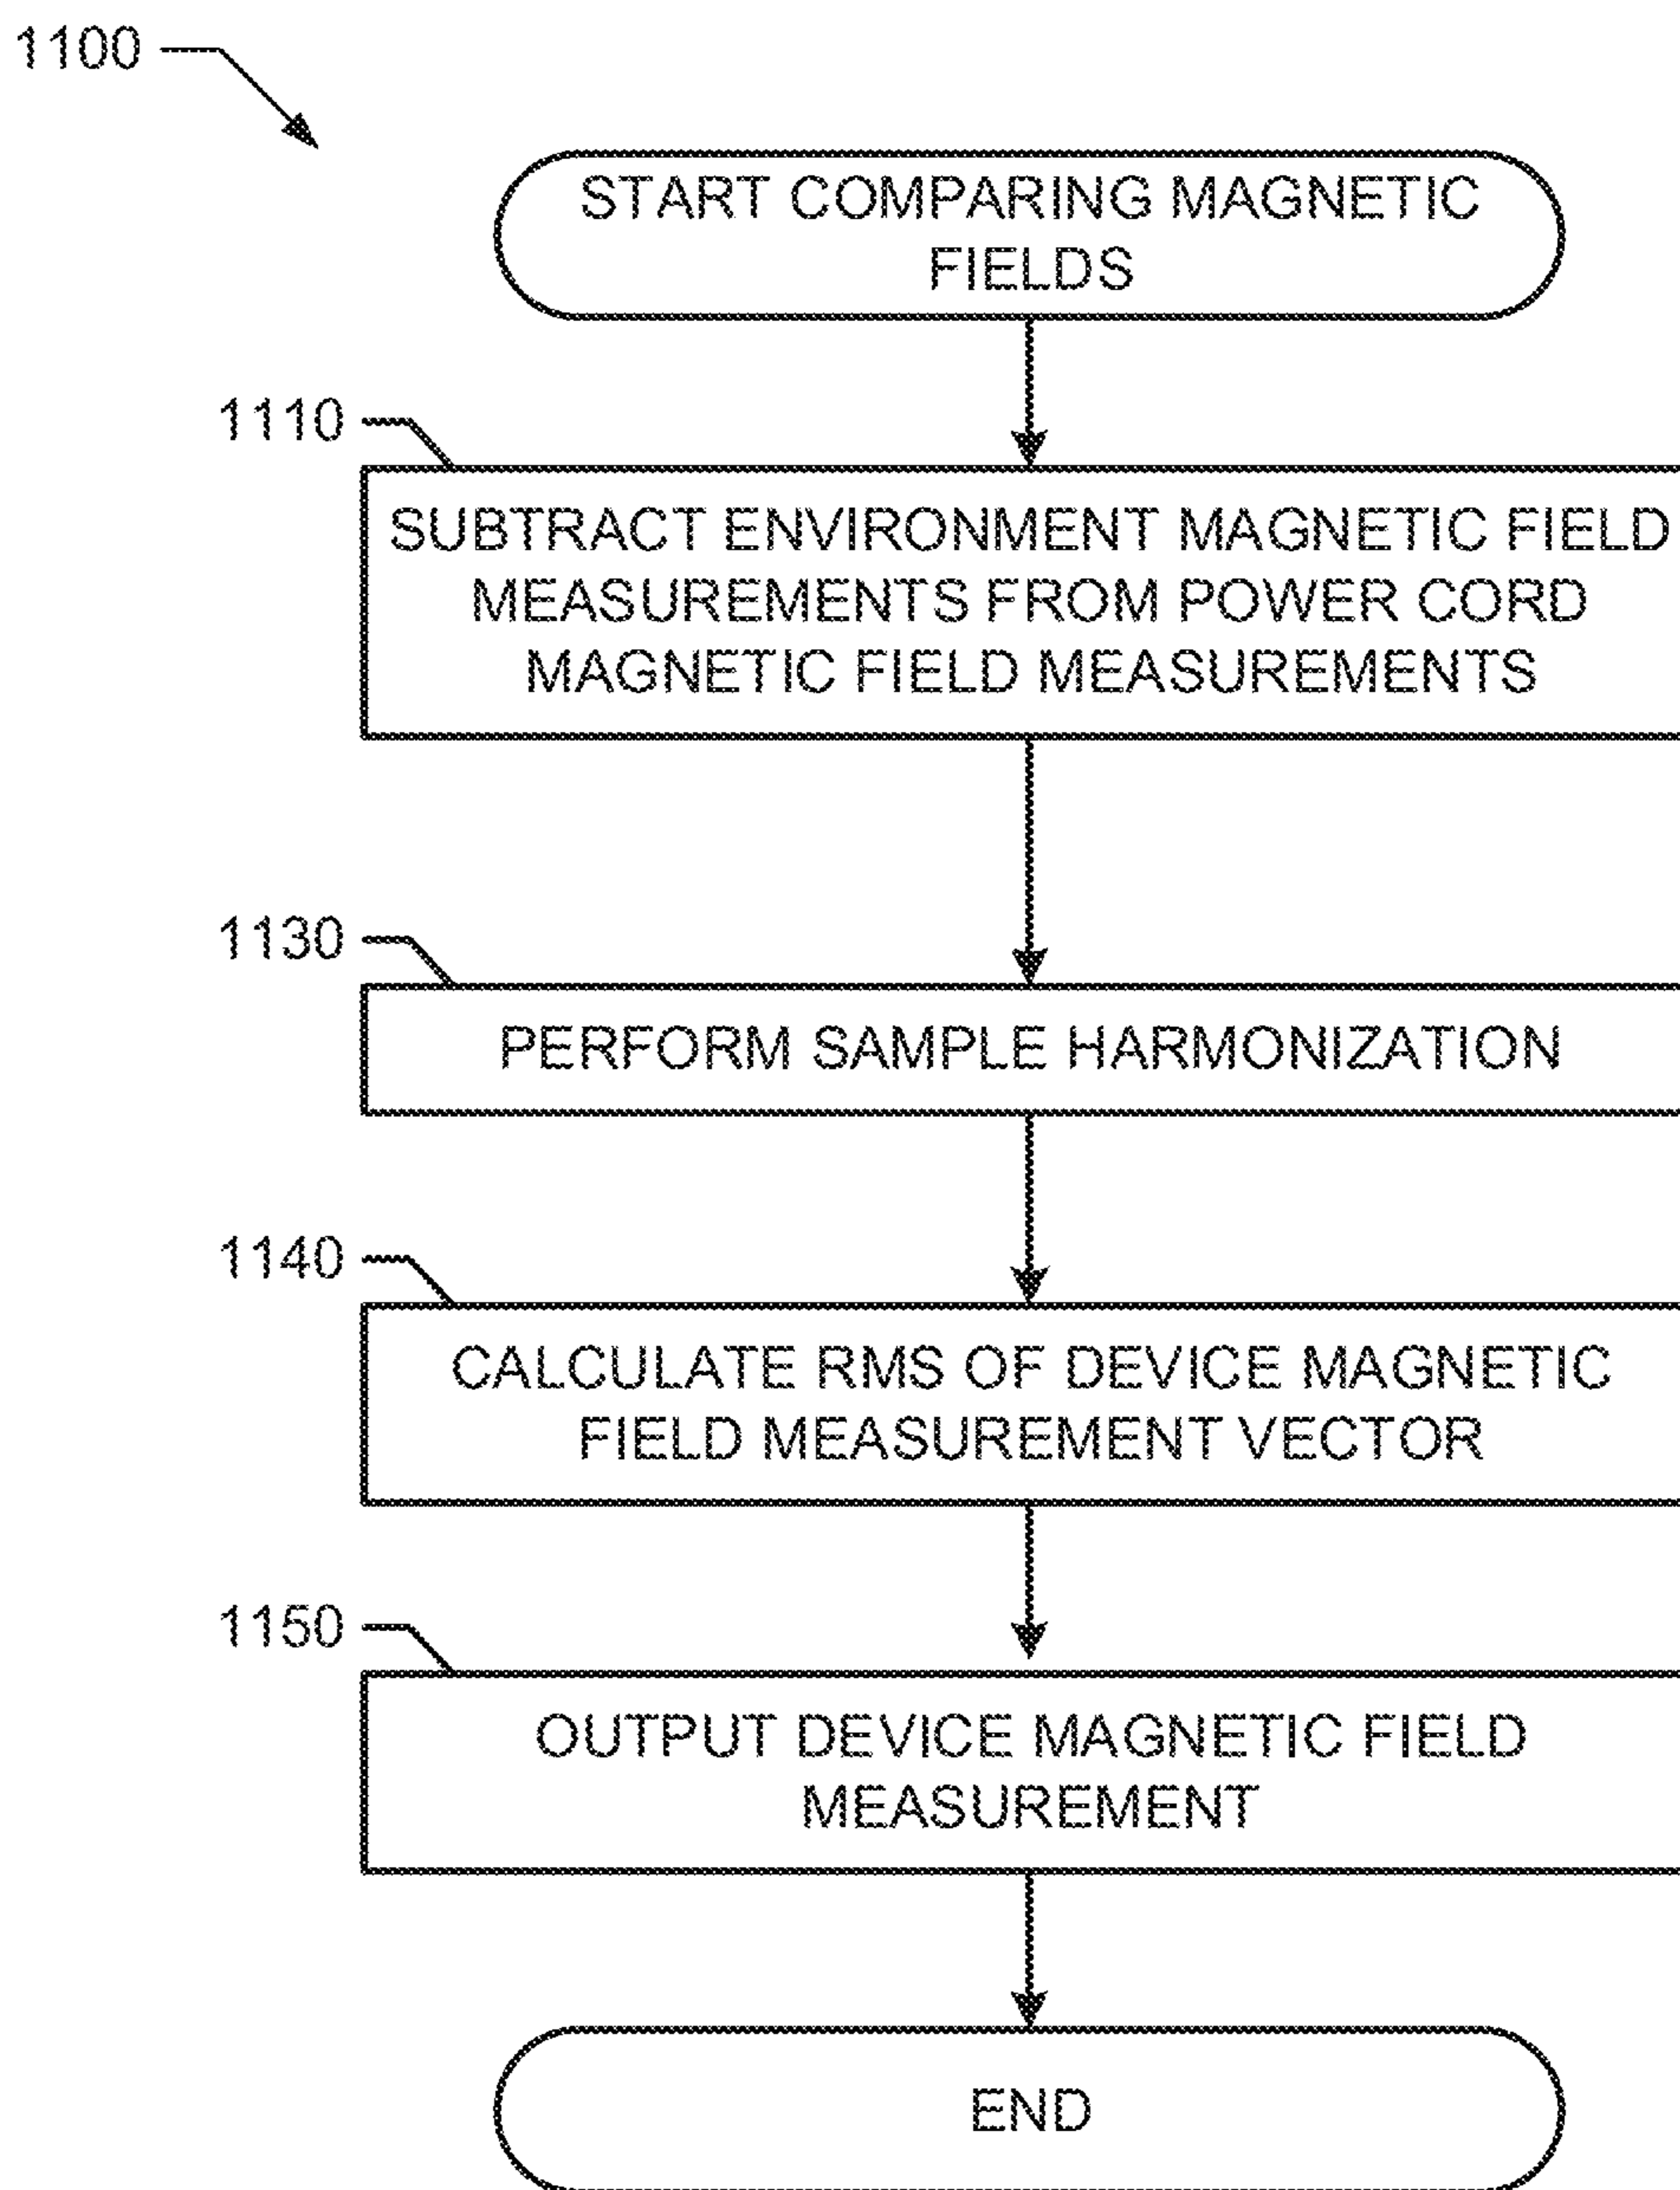 1100
START COMPARING MAGNETIC
FIELDS
1110
SUBTRACT ENVIRONMENT MAGNETIC FIELD
MEASUREMENTS FROM POWER CORD
MAGNETIC FIELD MEASUREMENTS
1130
PERFORM SAMPLE HARMONIZATION
1140
CALCULATE RMS OF DEVICE MAGNETIC
FIELD MEASUREMENT VECTOR
1150
OUTPUT DEVICE MAGNETIC FIELD
MEASUREMENT
END